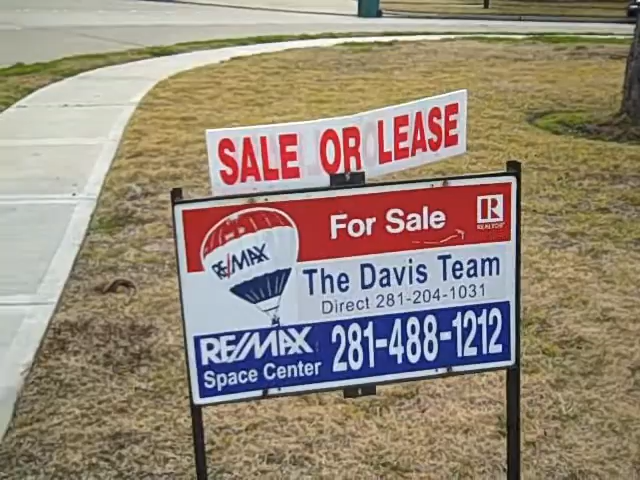 SALE OR LEASE
For Sale
R
REALTOR
RE/MAX
The Davis Team
Direct 281-204-1031
RE/MAX
Space Center
281-488-1212